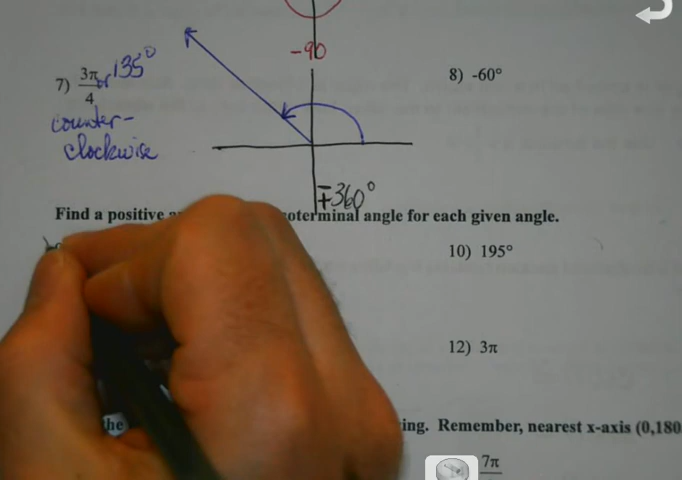 -90
7) 3π/4 or 135°
8) -60°
counter-
clockwise
∓360°
Find a positive coterminal angle for each given angle.
10) 195°
12) 3π
the ing. Remember, nearest x-axis (0,180
7π